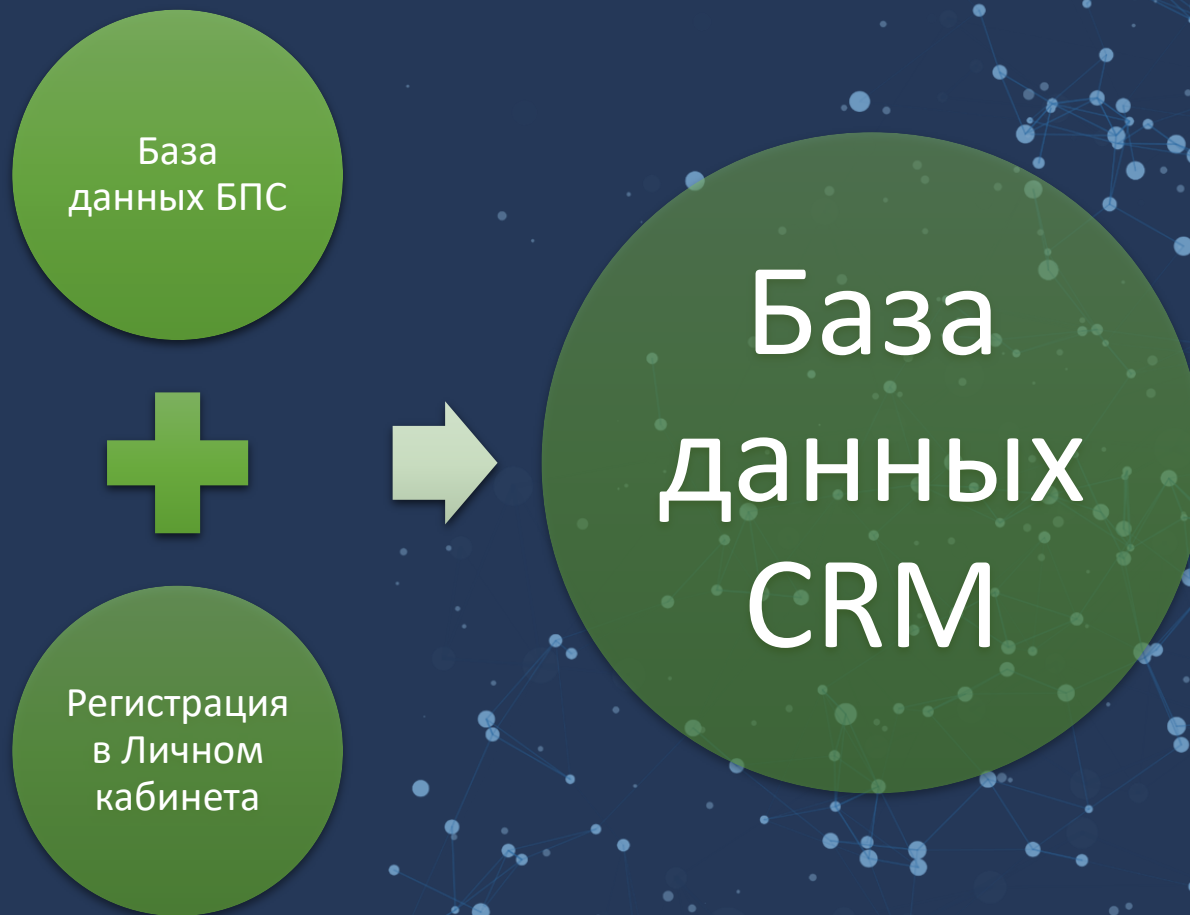 База
данных БПС
Регистрация
в Личном
кабинета
База
данных
CRM